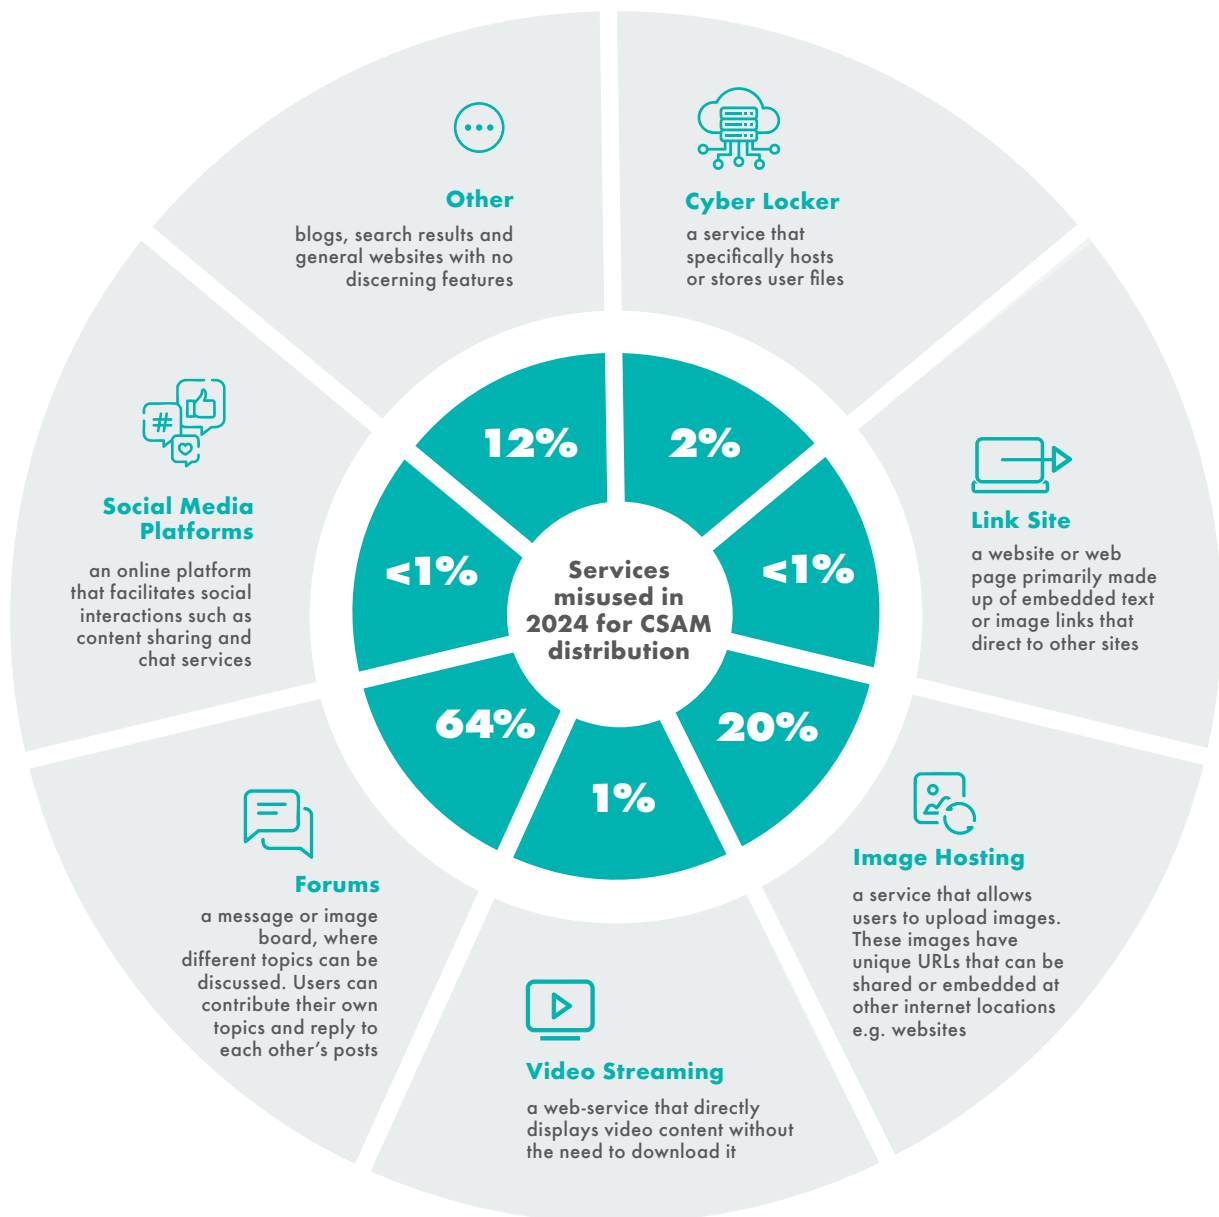 Services
misused in
2024 for CSAM
distribution
Other
blogs, search results and
general websites with no
discerning features
12%
Cyber Locker
a service that
specifically hosts
or stores user files
2%
Link Site
a website or web
page primarily made
up of embedded text
or image links that
direct to other sites
<1%
Image Hosting
a service that allows
users to upload images.
These images have
unique URLs that can be
shared or embedded at
other internet locations
e.g. websites
20%
Video Streaming
a web-service that directly
displays video content without
the need to download it
1%
Forums
a message or image
board, where
different topics can be
discussed. Users can
contribute their own
topics and reply to
each other’s posts
64%
Social Media
Platforms
an online platform
that facilitates social
interactions such as
content sharing and
chat services
<1%
#